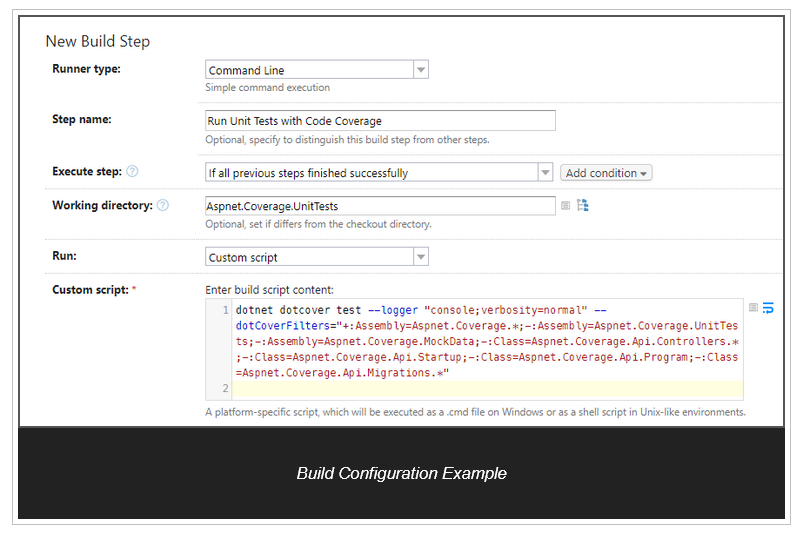 New Build Step
Runner type:
Command Line
Simple command execution
Step name:
Run Unit Tests with Code Coverage
Optional, specify to distinguish this build step from other steps.
Execute step: ?
If all previous steps finished successfully
Add condition
Working directory: ?
Aspnet.Coverage.UnitTests
Optional, set if differs from the checkout directory.
Run:
Custom script
Custom script: *
Enter build script content:
1 dotnet dotcover test --logger "console;verbosity=normal" --
dotCoverFilters="+:Assembly=Aspnet.Coverage.*;-:Assembly=Aspnet.Coverage.UnitTes
ts;-:Assembly=Aspnet.Coverage.MockData;-:Class=Aspnet.Coverage.Api.Controllers.*
;-:Class=Aspnet.Coverage.Api.Startup;-:Class=Aspnet.Coverage.Api.Program;-:Class
=Aspnet.Coverage.Api.Migrations.*"
2
A platform-specific script, which will be executed as a .cmd file on Windows or as a shell script in Unix-like environments.
Build Configuration Example